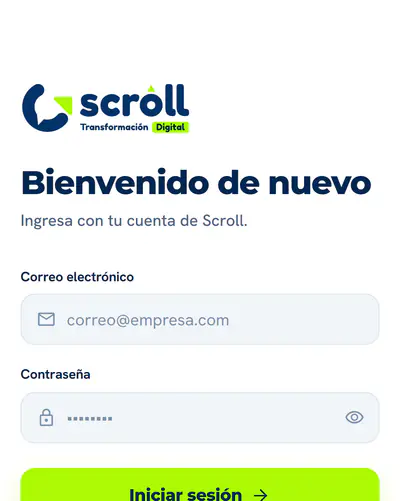 scroll
Transformación Digital
Bienvenido de nuevo
Ingresa con tu cuenta de Scroll.
Correo electrónico
correo@empresa.com
Contraseña
Iniciar sesión →